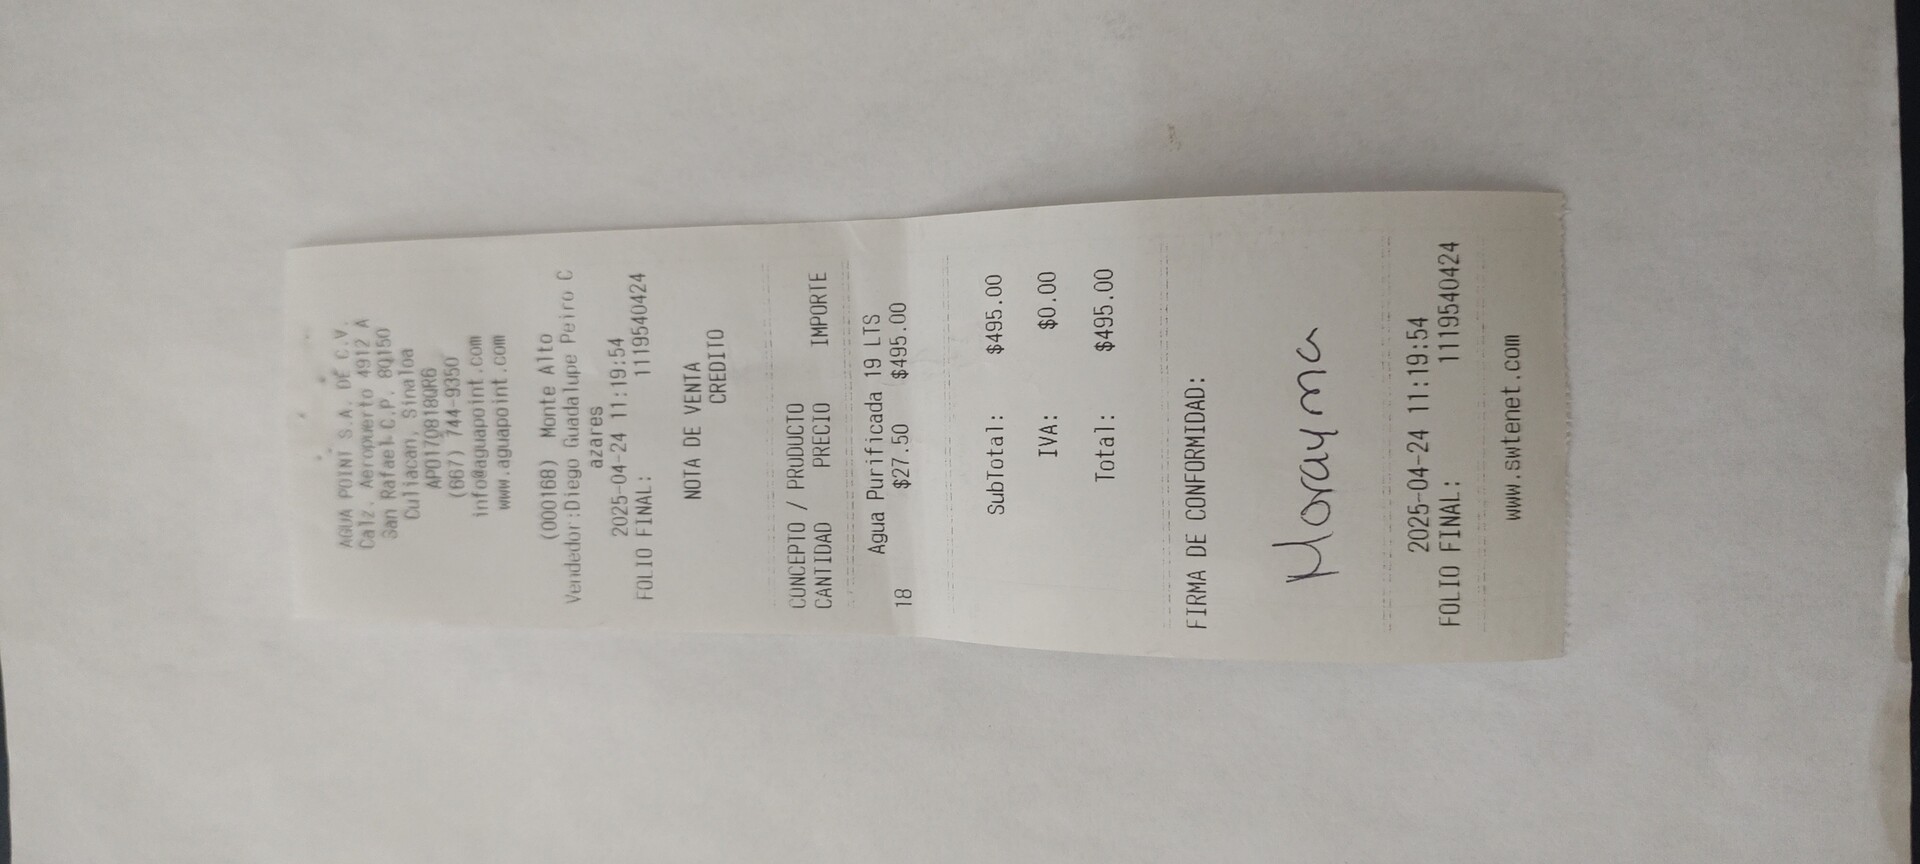 AGUA POINT S.A. DE C.V.
Calz. Aeropuerto 4912 A
San Rafael C.P. 80150
Culiacan, Sinaloa
APO170818QR6
(667) 744-9350
info@aguapoint.com
www.aguapoint.com
(000168) Monte Alto
Vendedor:Diego Guadalupe Peiro C
azares
2025-04-24 11:19:54
FOLIO FINAL: 1119540424
NOTA DE VENTA
CREDITO
CONCEPTO / PRODUCTO
CANTIDAD PRECIO IMPORTE
Agua Purificada 19 LTS
18 $27.50 $495.00
SubTotal: $495.00
IVA: $0.00
Total: $495.00
FIRMA DE CONFORMIDAD:
Morayma
2025-04-24 11:19:54
FOLIO FINAL: 1119540424
www.swtenet.com